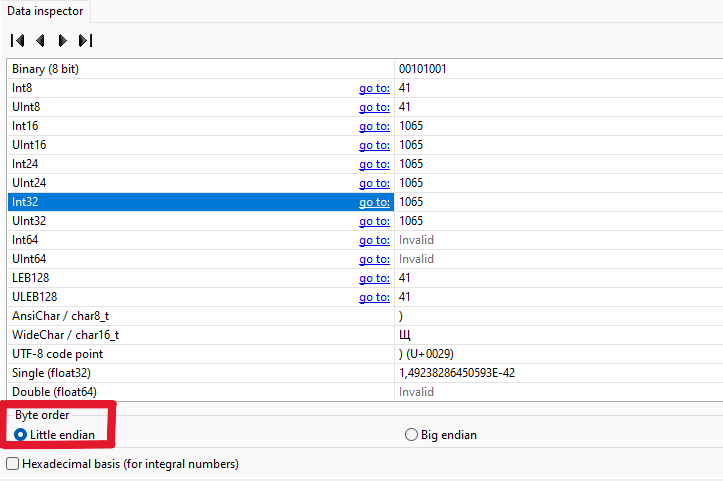 Data inspector
Binary (8 bit) 00101001
Int8 go to: 41
UInt8 go to: 41
Int16 go to: 1065
UInt16 go to: 1065
Int24 go to: 1065
UInt24 go to: 1065
Int32 go to: 1065
UInt32 go to: 1065
Int64 go to: Invalid
UInt64 go to: Invalid
LEB128 go to: 41
ULEB128 go to: 41
AnsiChar / char8_t )
WideChar / char16_t Щ
UTF-8 code point ) (U+0029)
Single (float32) 1,49238286450593E-42
Double (float64) Invalid
Byte order
Little endian Big endian
Hexadecimal basis (for integral numbers)